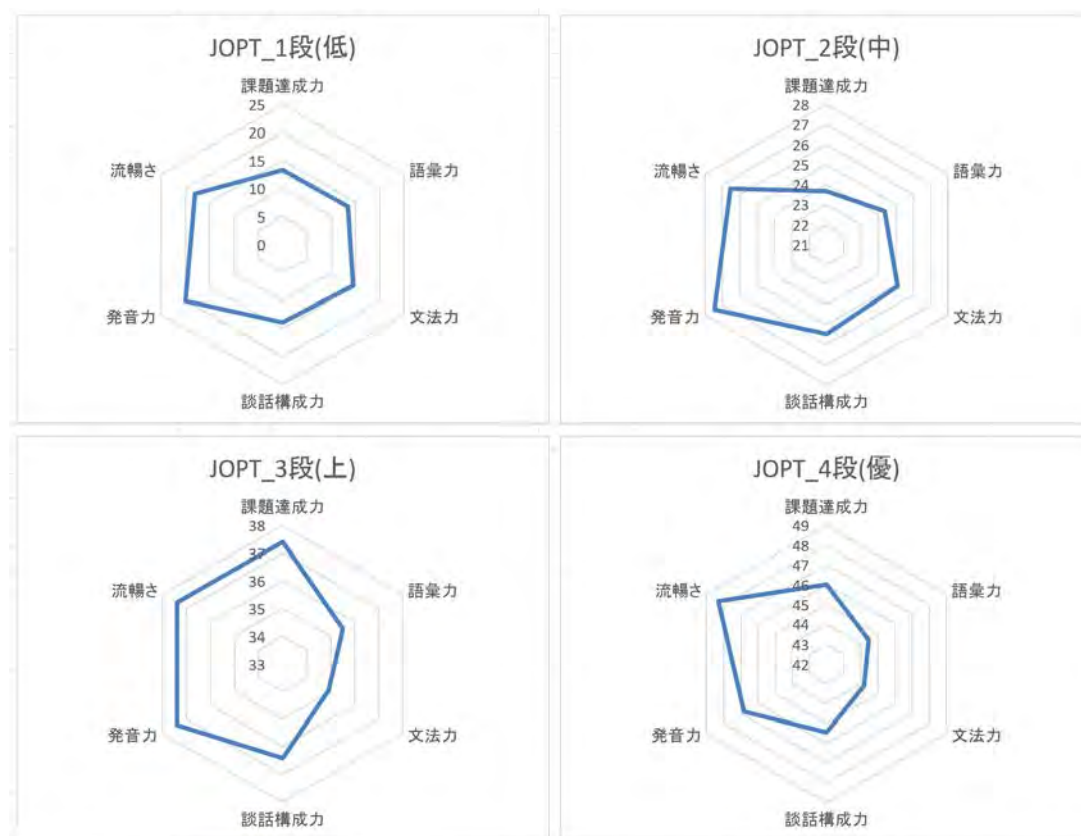 JOPT_1段(低)
課題達成力
25
20
15
10
5
0
語彙力
文法力
談話構成力
発音力
流暢さ
JOPT_2段(中)
課題達成力
28
27
26
25
24
23
22
21
語彙力
文法力
談話構成力
発音力
流暢さ
JOPT_3段(上)
課題達成力
38
37
36
35
34
33
語彙力
文法力
談話構成力
発音力
流暢さ
JOPT_4段(優)
課題達成力
49
48
47
46
45
44
43
42
語彙力
文法力
談話構成力
発音力
流暢さ